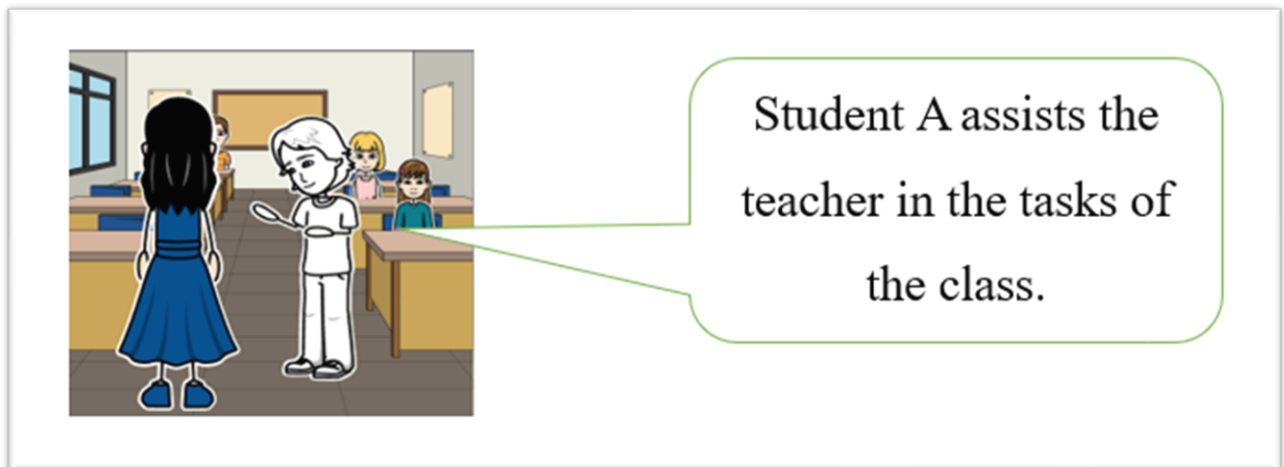 Student A assists the
teacher in the tasks of
the class.